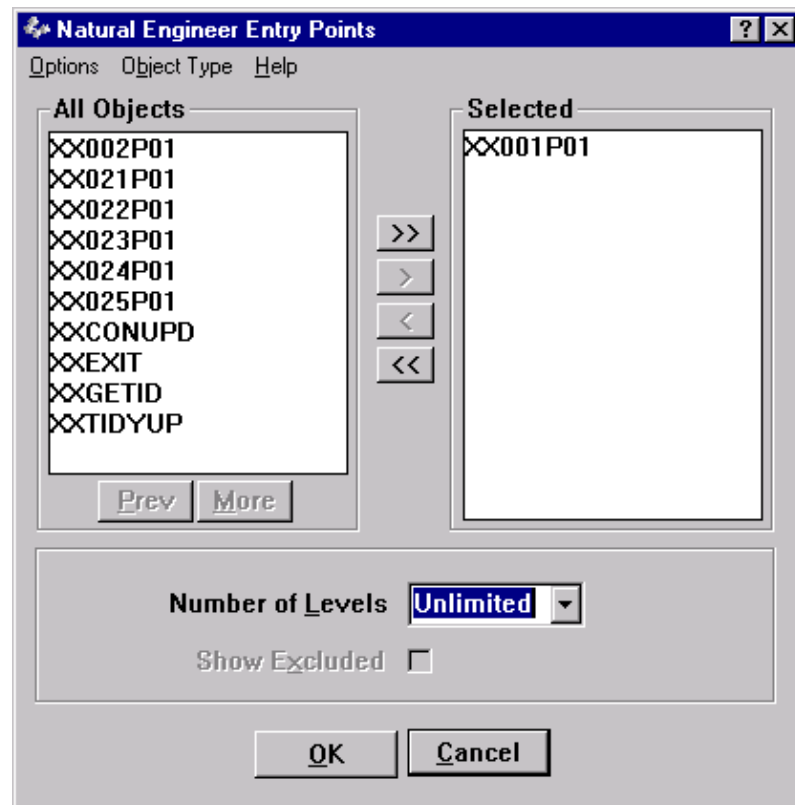 Natural Engineer Entry Points ? X
Options Object Type Help
All Objects
XX002P01
XX021P01
XX022P01
XX023P01
XX024P01
XX025P01
XXCONUPD
XXEXIT
XXGETID
XXTIDYUP
Prev More
>>
>
<
<<
Selected
XX001P01
Number of Levels Unlimited
Show Excluded
OK Cancel